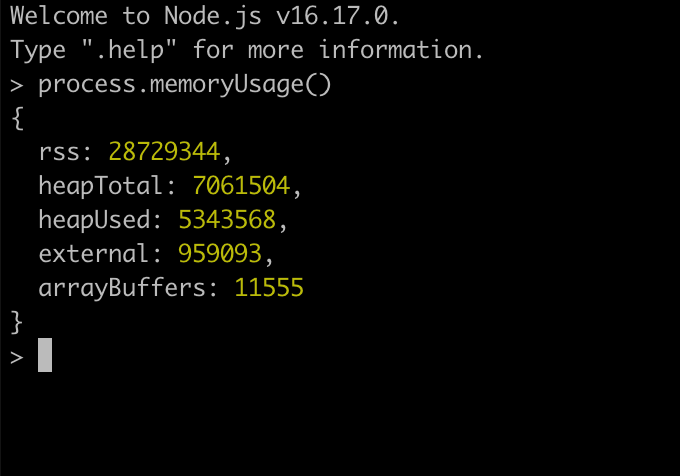 Welcome to Node.js v16.17.0.
Type ".help" for more information.
> process.memoryUsage()
{
  rss: 28729344,
  heapTotal: 7061504,
  heapUsed: 5343568,
  external: 959093,
  arrayBuffers: 11555
}
>